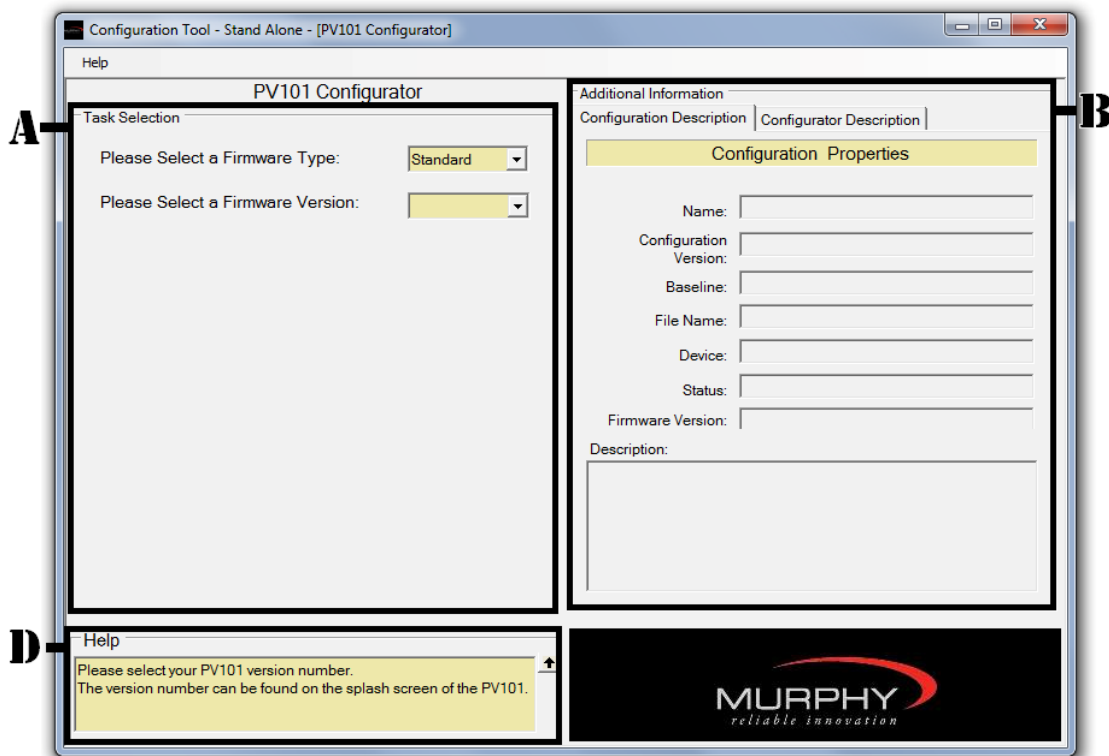 Configuration Tool - Stand Alone - [PV101 Configurator]
Help
PV101 Configurator
A
Task Selection
Please Select a Firmware Type:
Standard
Please Select a Firmware Version:
B
Additional Information
Configuration Description
Configurator Description
Configuration Properties
Name:
Configuration
Version:
Baseline:
File Name:
Device:
Status:
Firmware Version:
Description:
D
Help
Please select your PV101 version number.
The version number can be found on the splash screen of the PV101.
MURPHY
reliable innovation